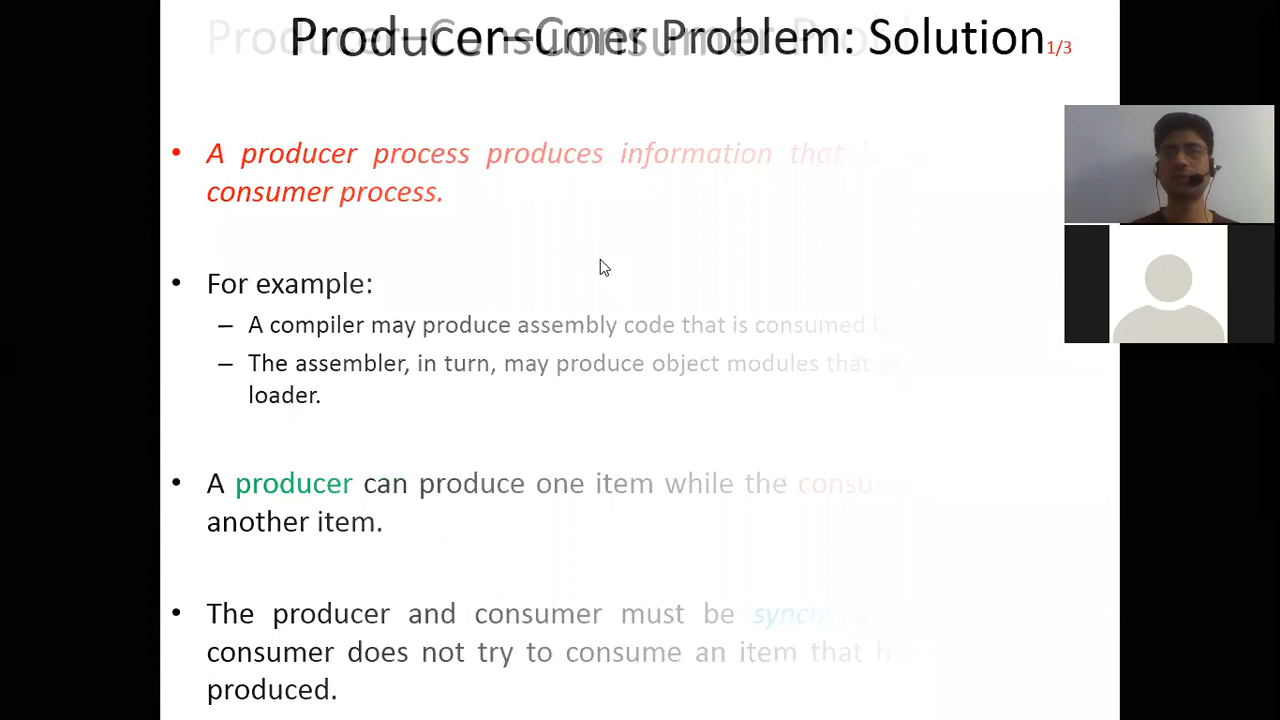 Producer–Consumer Problem: Solution 1/3
• A producer process produces information that
consumer process.
• For example:
– A compiler may produce assembly code that is consumed
– The assembler, in turn, may produce object modules that
loader.
• A producer can produce one item while the
another item.
• The producer and consumer must be
consumer does not try to consume an item that
produced.